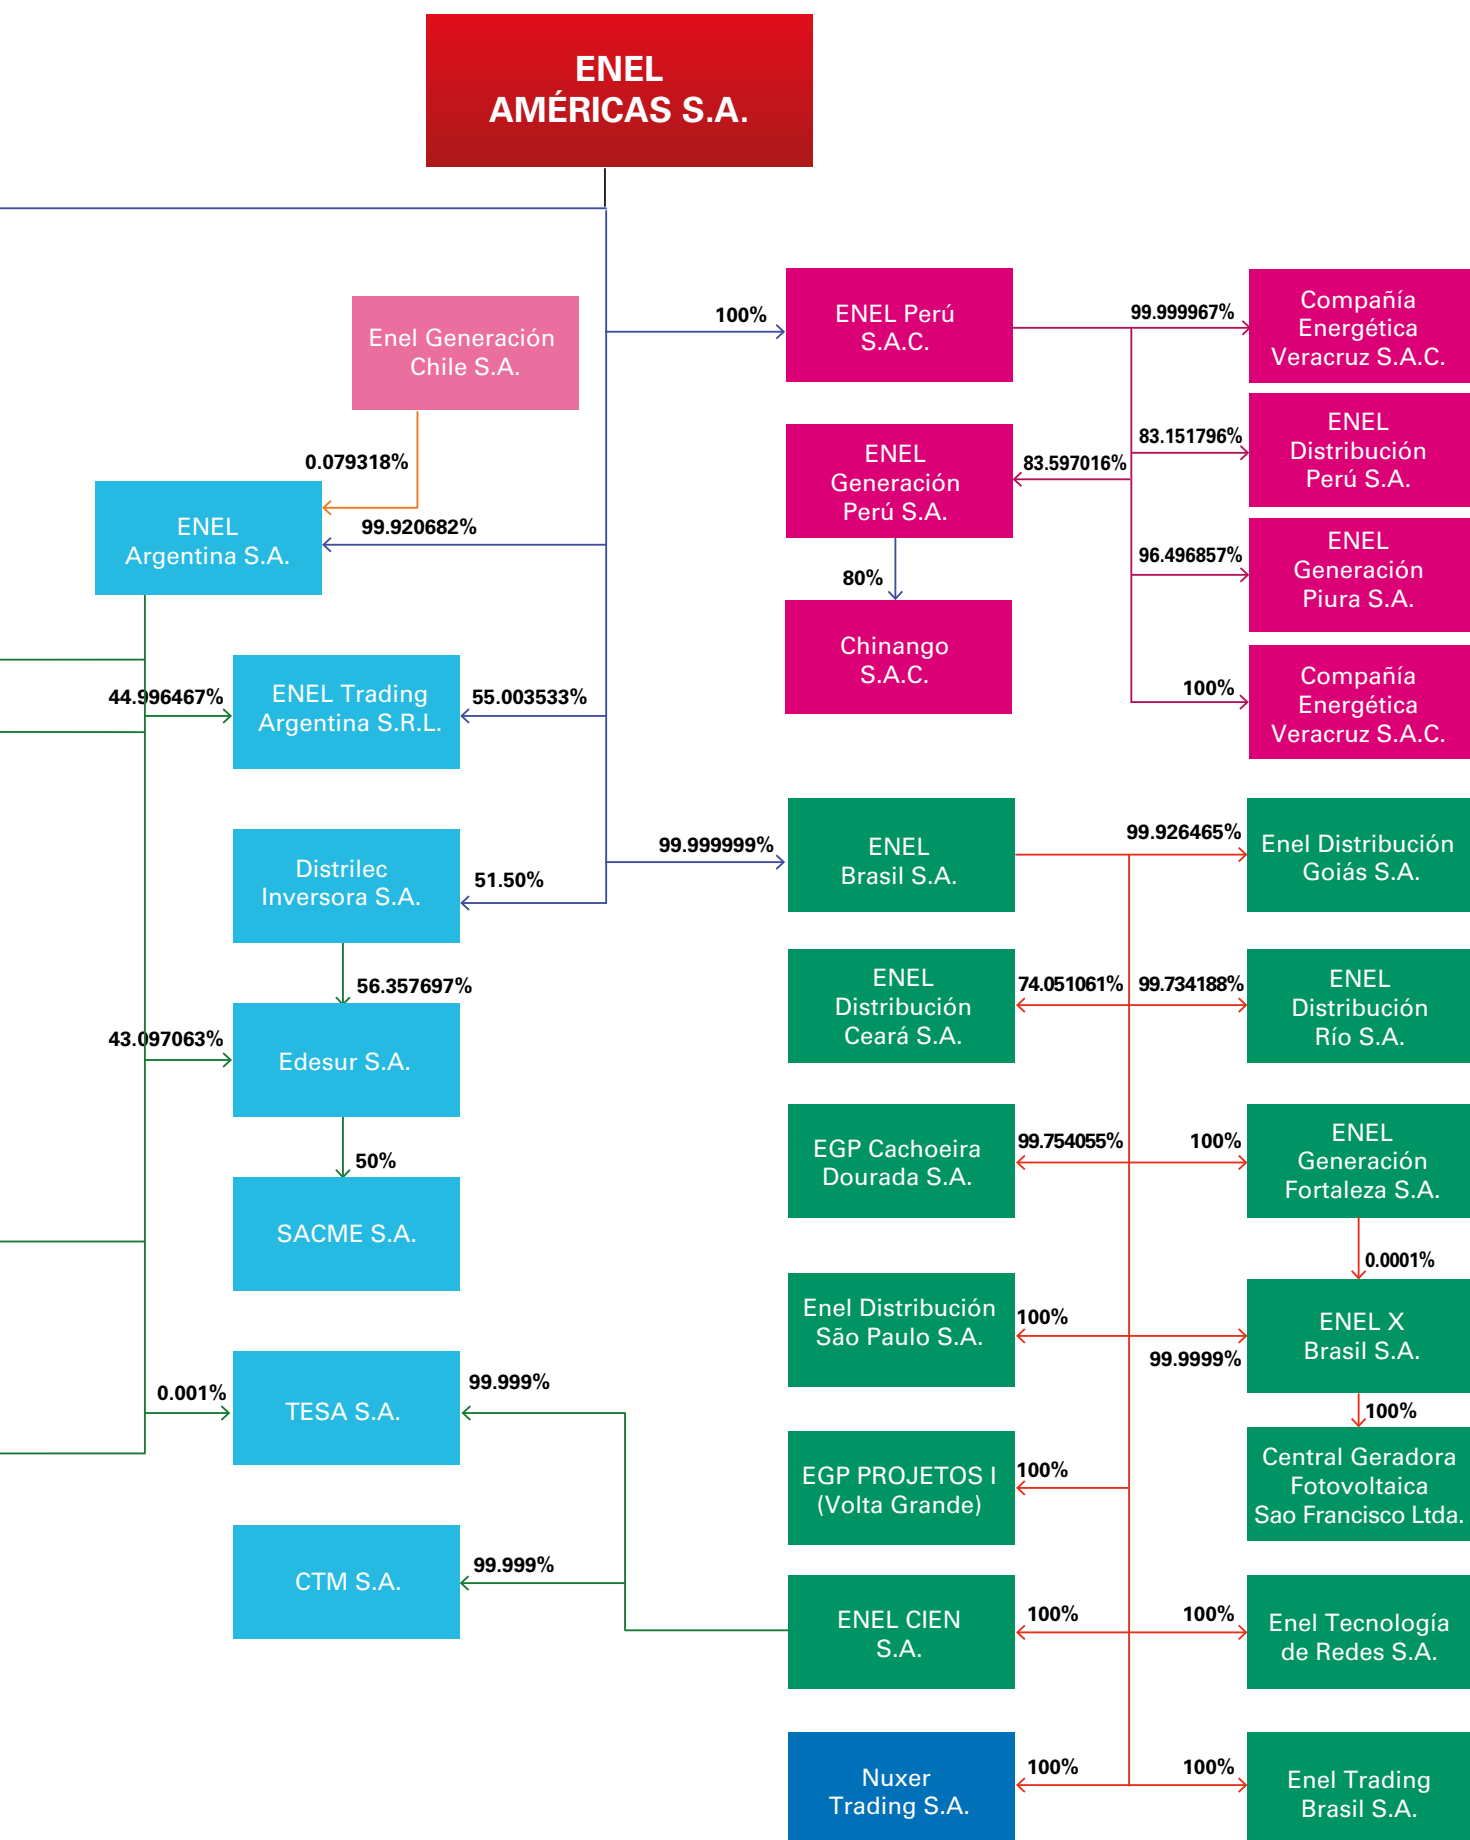 ENEL
AMÉRICAS S.A.
Enel Generación
Chile S.A.
100%
ENEL Perú
S.A.C.
99.999967%
Compañía
Energética
Veracruz S.A.C.
0.079318%
ENEL
Argentina S.A.
99.920682%
ENEL
Generación
Perú S.A.
83.597016%
83.151796%
ENEL
Distribución
Perú S.A.
80%
96.496857%
ENEL
Generación
Piura S.A.
Chinango
S.A.C.
100%
Compañía
Energética
Veracruz S.A.C.
44.996467%
ENEL Trading
Argentina S.R.L.
55.003533%
Distrilec
Inversora S.A.
51.50%
99.999999%
ENEL
Brasil S.A.
99.926465%
Enel Distribución
Goiás S.A.
56.357697%
43.097063%
Edesur S.A.
ENEL
Distribución
Ceará S.A.
74.051061%
99.734188%
ENEL
Distribución
Río S.A.
50%
SACME S.A.
EGP Cachoeira
Dourada S.A.
99.754055%
100%
ENEL
Generación
Fortaleza S.A.
0.0001%
Enel Distribución
São Paulo S.A.
100%
99.9999%
ENEL X
Brasil S.A.
0.001%
TESA S.A.
99.999%
100%
EGP PROJETOS I
(Volta Grande)
100%
Central Geradora
Fotovoltaica
Sao Francisco Ltda.
CTM S.A.
99.999%
ENEL CIEN
S.A.
100%
100%
Enel Tecnología
de Redes S.A.
Nuxer
Trading S.A.
100%
100%
Enel Trading
Brasil S.A.